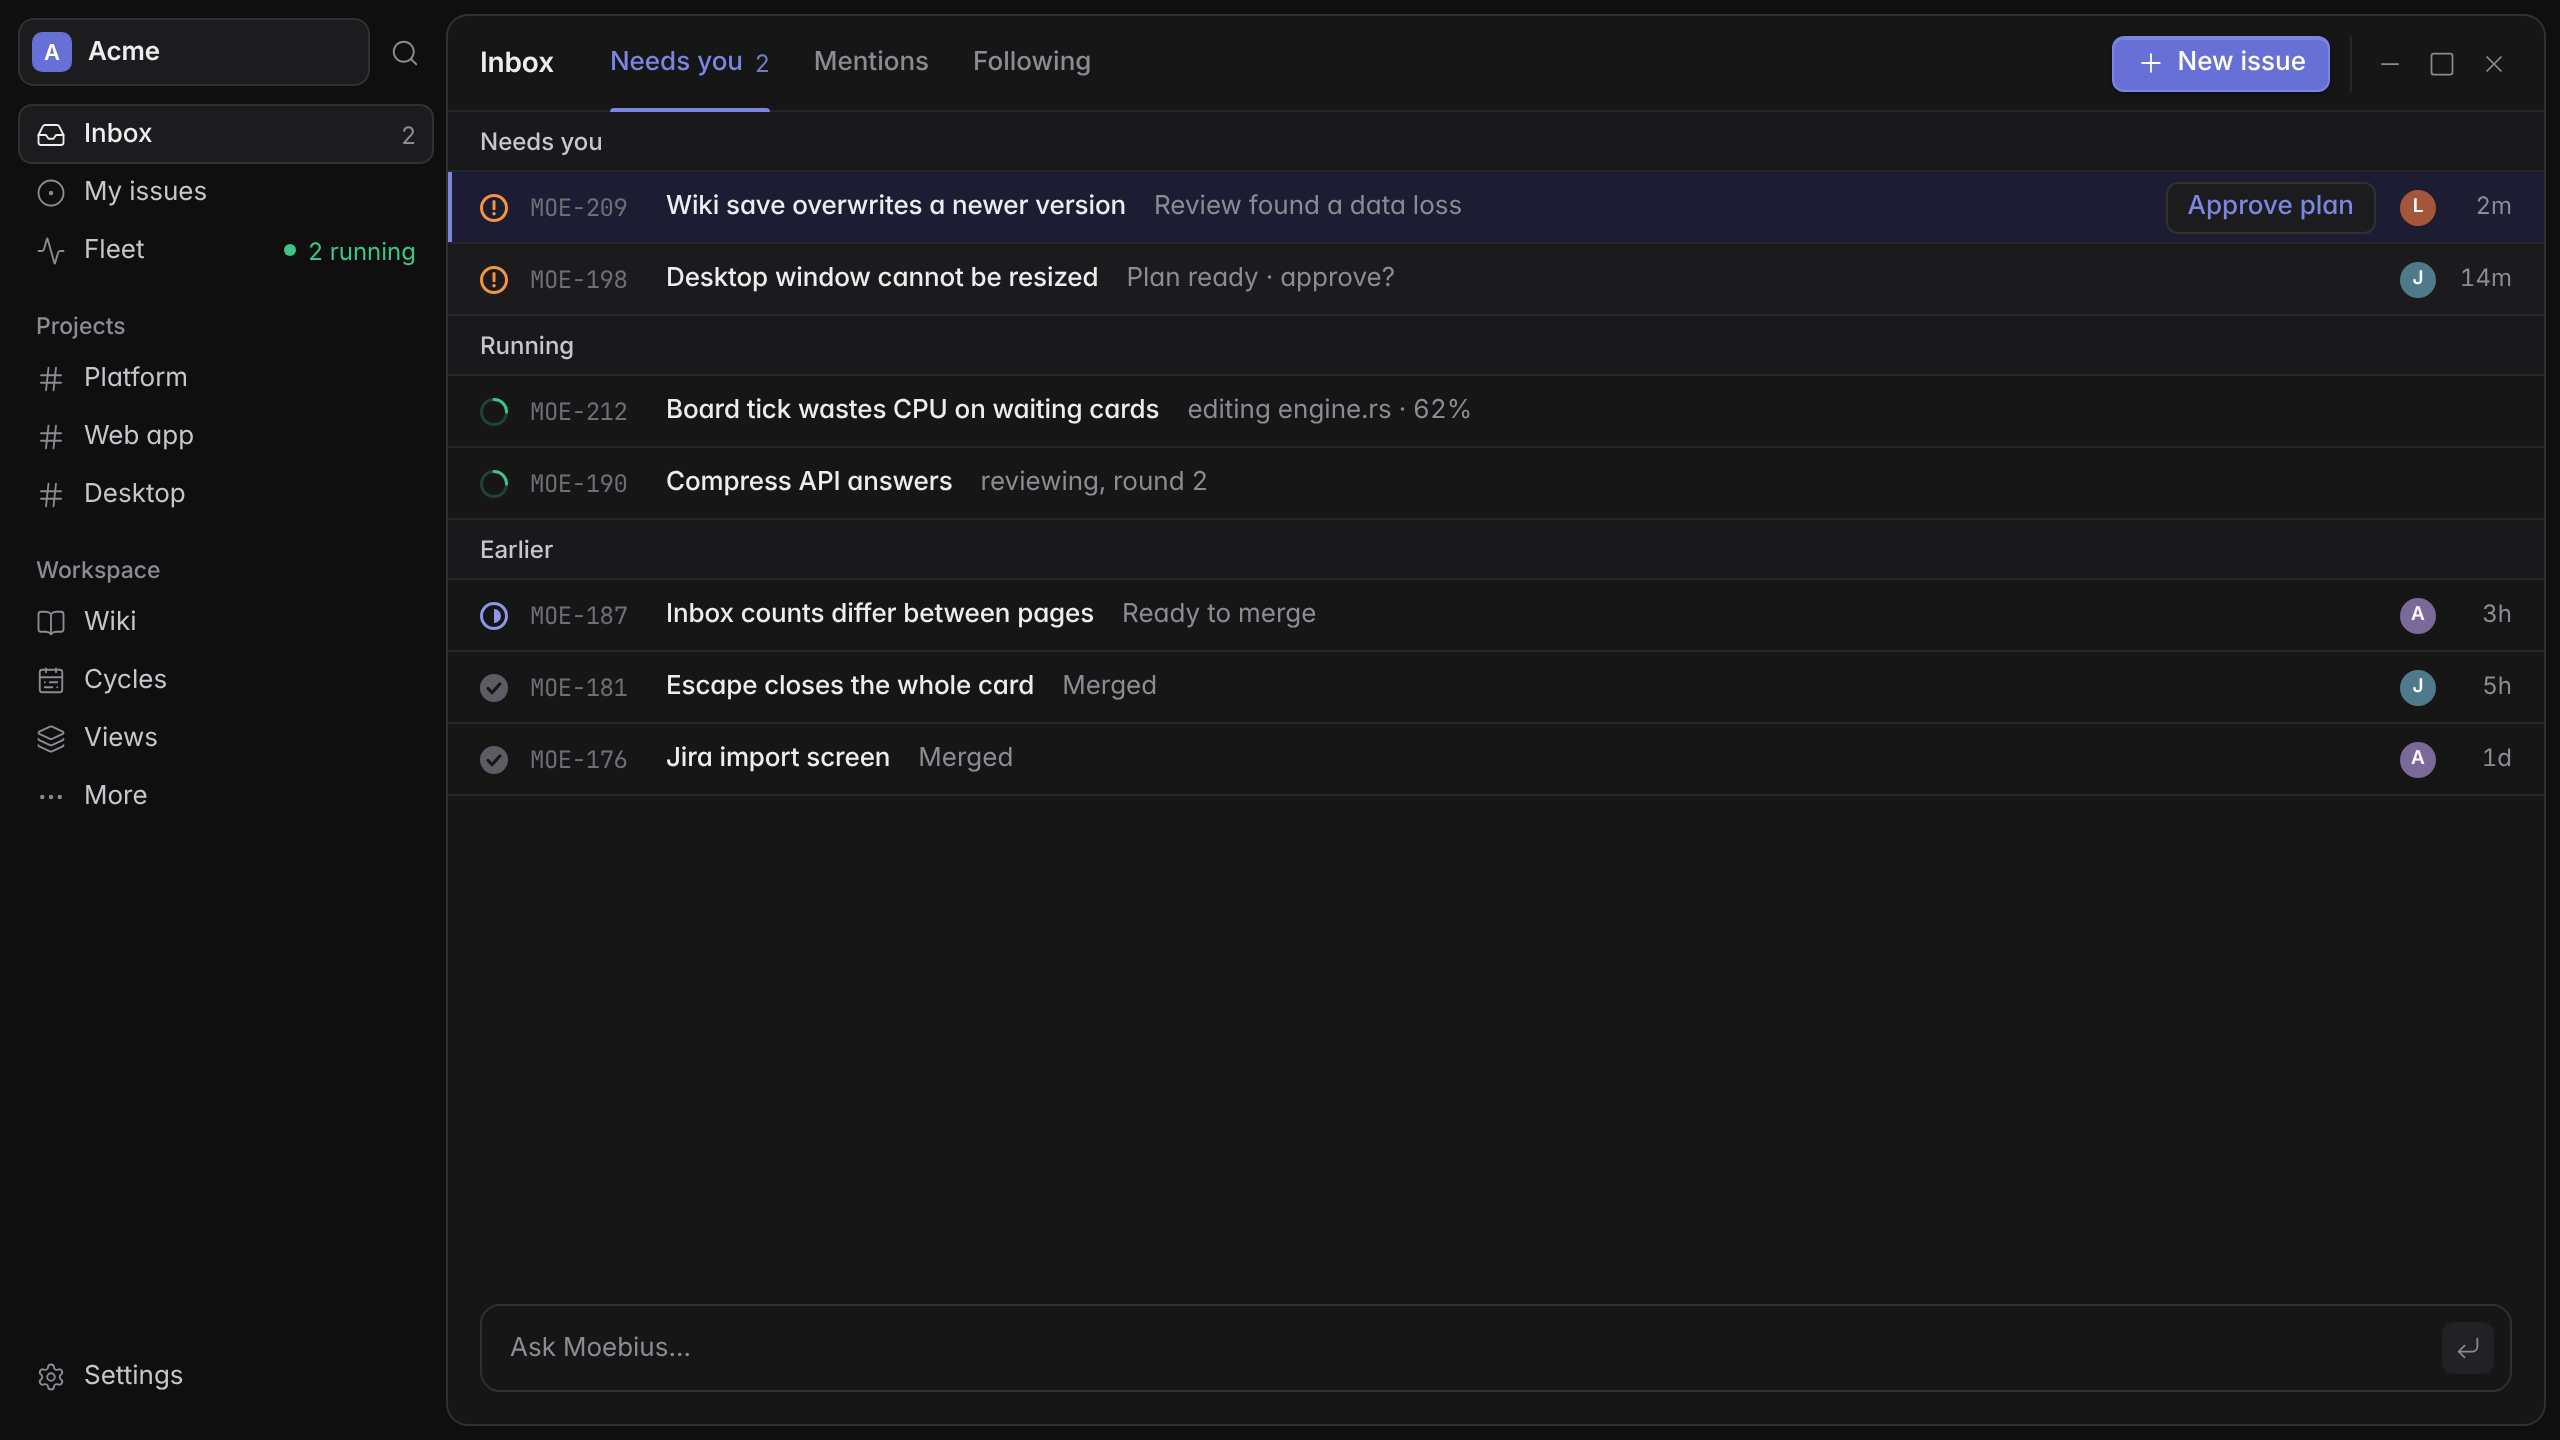 A Acme
Inbox 2
My issues
Fleet 2 running
Projects
Platform
Web app
Desktop
Workspace
Wiki
Cycles
Views
More
Settings
Inbox Needs you 2 Mentions Following New issue
Needs you
MOE-209 Wiki save overwrites a newer version Review found a data loss Approve plan L 2m
MOE-198 Desktop window cannot be resized Plan ready · approve? J 14m
Running
MOE-212 Board tick wastes CPU on waiting cards editing engine.rs · 62%
MOE-190 Compress API answers reviewing, round 2
Earlier
MOE-187 Inbox counts differ between pages Ready to merge A 3h
MOE-181 Escape closes the whole card Merged J 5h
MOE-176 Jira import screen Merged A 1d
Ask Moebius...